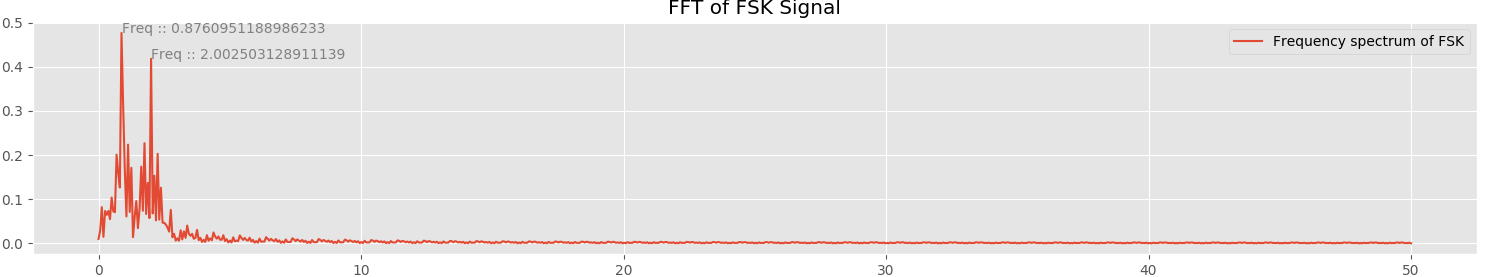 FFT of FSK Signal
0.5
Freq :: 0.8760951188986233
Frequency spectrum of FSK
Freq :: 2.002503128911139
0.4
0.3
0.2
0.1
0.0
0 10 20 30 40 50